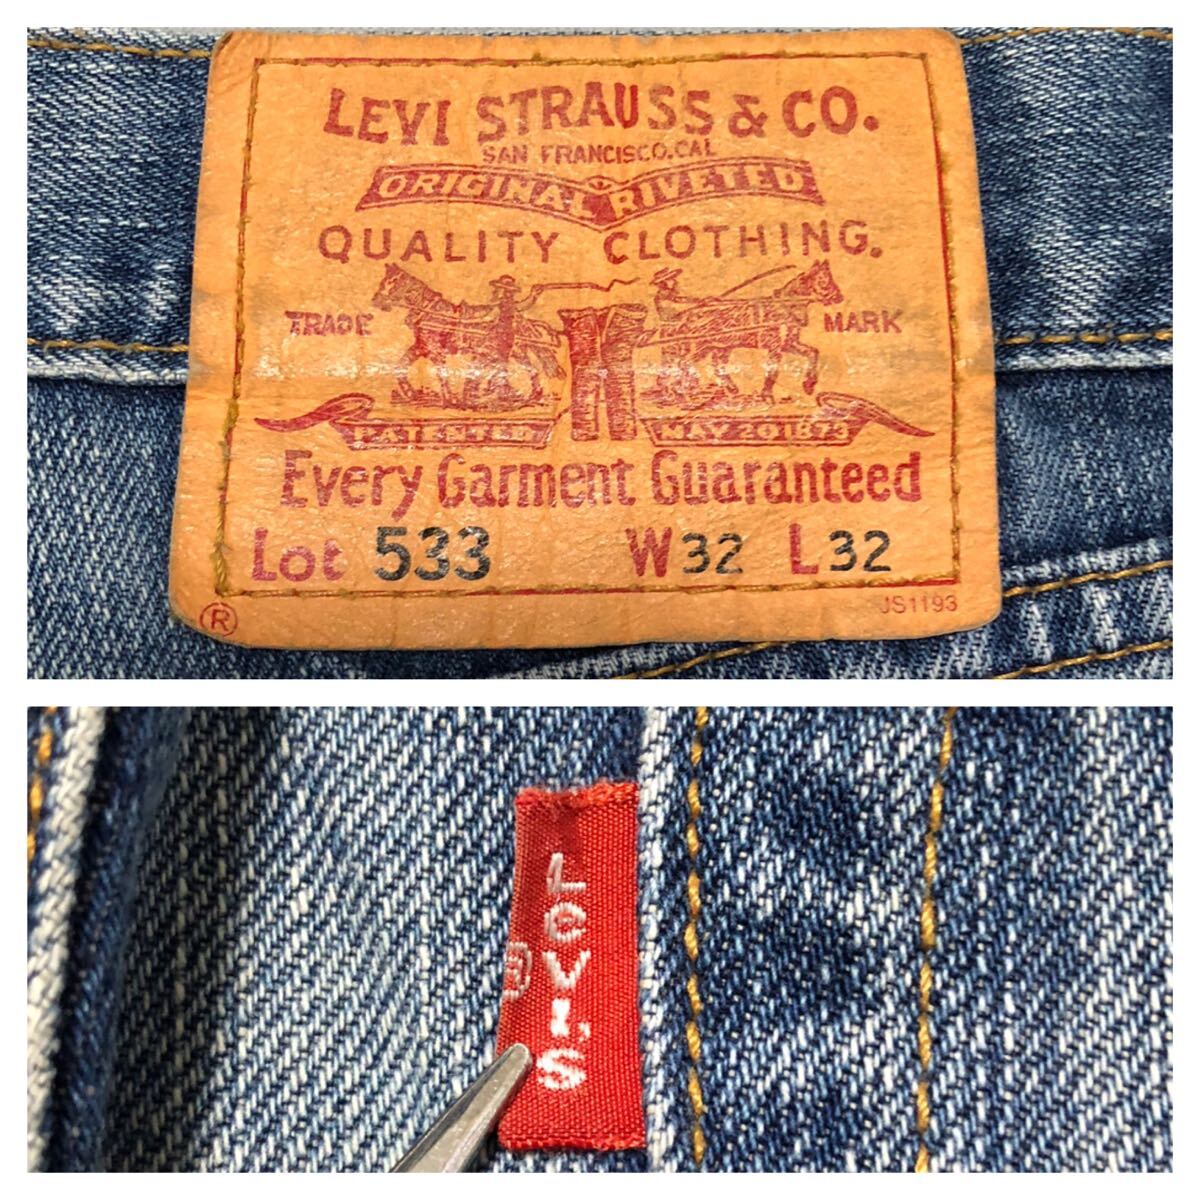 LEVI STRAUSS & CO.
SAN FRANCISCO.CAL
ORIGINAL RIVETED
QUALITY CLOTHING.
TRADE MARK
PATENTED MAY 20 1873
Every Garment Guaranteed
Lot 533 W32 L32
® JS1193
Levi's
®